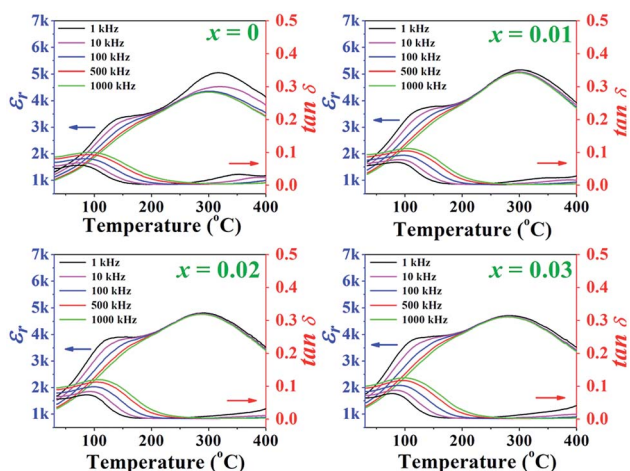 7k
6k
5k
4k
3k
2k
1k
εr
1 kHz
10 kHz
100 kHz
500 kHz
1000 kHz
x = 0
0.5
0.4
0.3
0.2
0.1
0.0
tan δ
100
200
300
400
Temperature (°C)
7k
6k
5k
4k
3k
2k
1k
εr
1 kHz
10 kHz
100 kHz
500 kHz
1000 kHz
x = 0.01
0.5
0.4
0.3
0.2
0.1
0.0
tan δ
100
200
300
400
Temperature (°C)
7k
6k
5k
4k
3k
2k
1k
εr
1 kHz
10 kHz
100 kHz
500 kHz
1000 kHz
x = 0.02
0.5
0.4
0.3
0.2
0.1
0.0
tan δ
100
200
300
400
Temperature (°C)
7k
6k
5k
4k
3k
2k
1k
εr
1 kHz
10 kHz
100 kHz
500 kHz
1000 kHz
x = 0.03
0.5
0.4
0.3
0.2
0.1
0.0
tan δ
100
200
300
400
Temperature (°C)